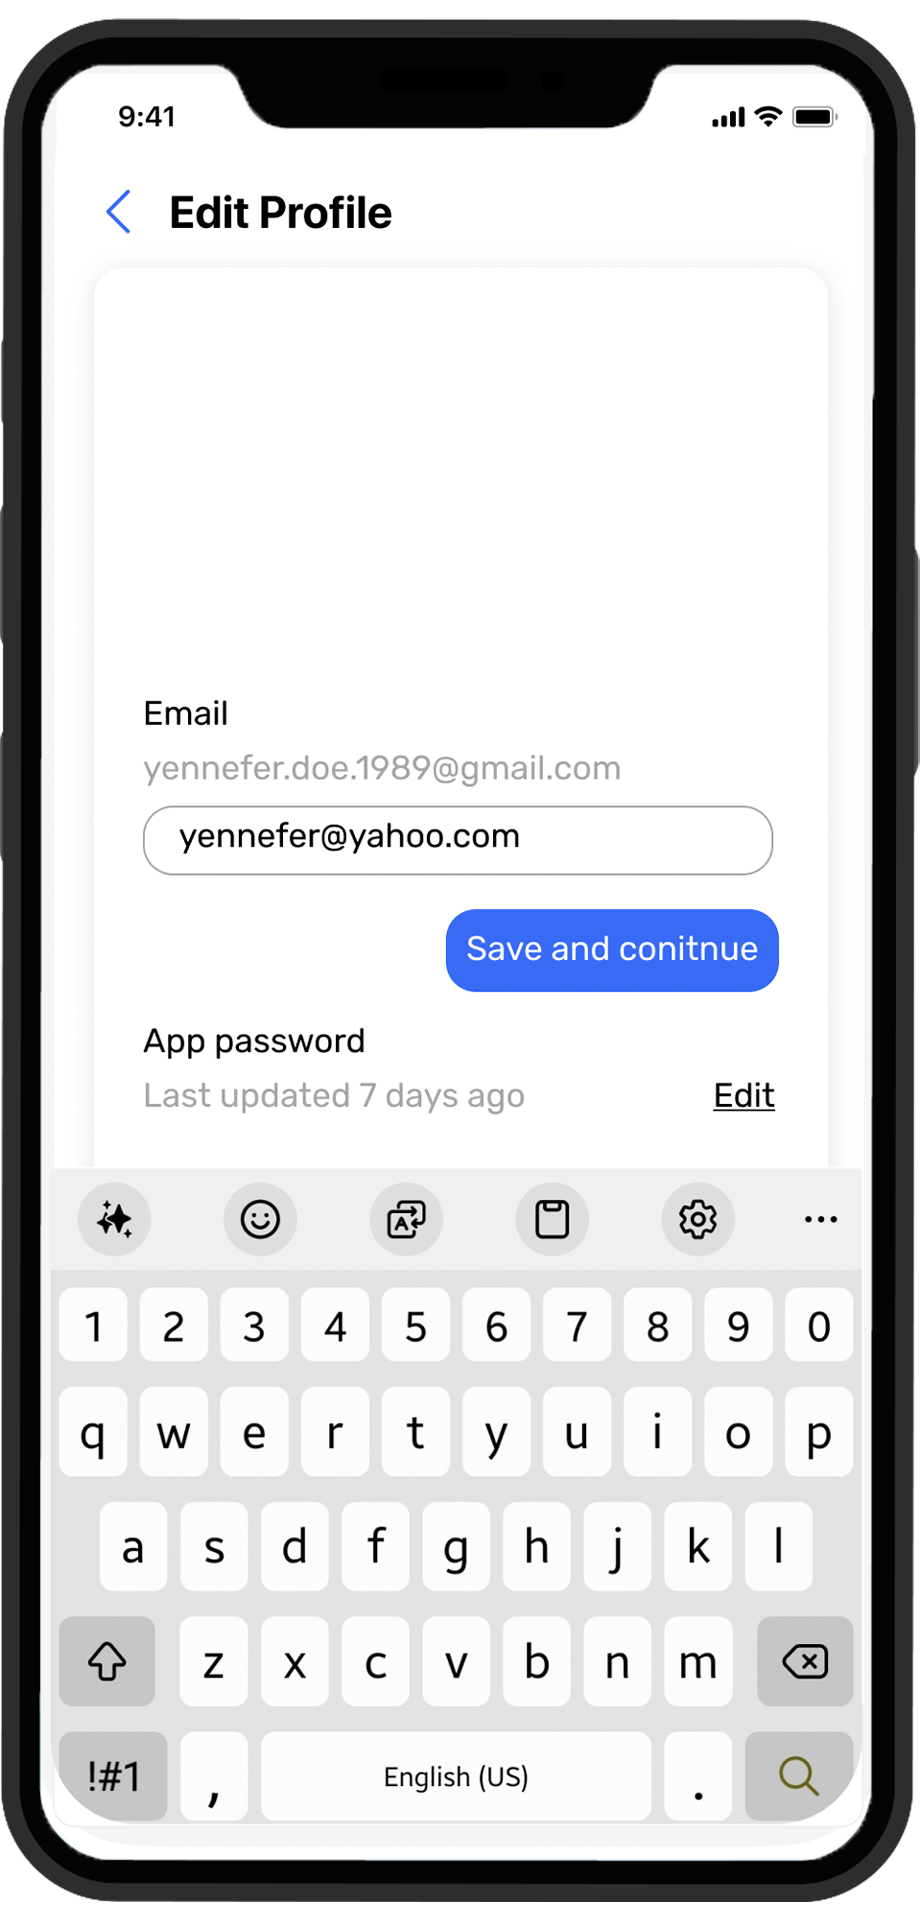 9:41
Edit Profile
Email
yennefer.doe.1989@gmail.com
yennefer@yahoo.com
Save and conitnue
App password
Last updated 7 days ago Edit
1 2 3 4 5 6 7 8 9 0
q w e r t y u i o p
a s d f g h j k l
z x c v b n m
!#1 , English (US) .